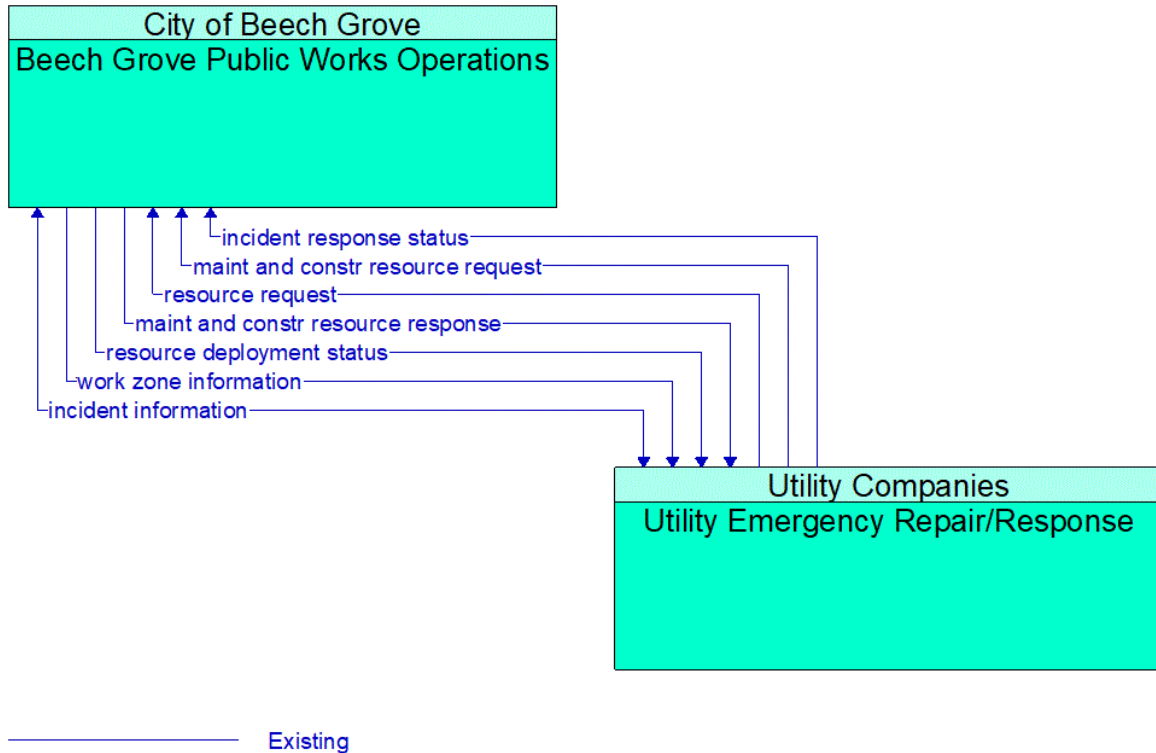 City of Beech Grove
Beech Grove Public Works Operations
incident response status
maint and constr resource request
resource request
maint and constr resource response
resource deployment status
work zone information
incident information
Utility Companies
Utility Emergency Repair/Response
Existing